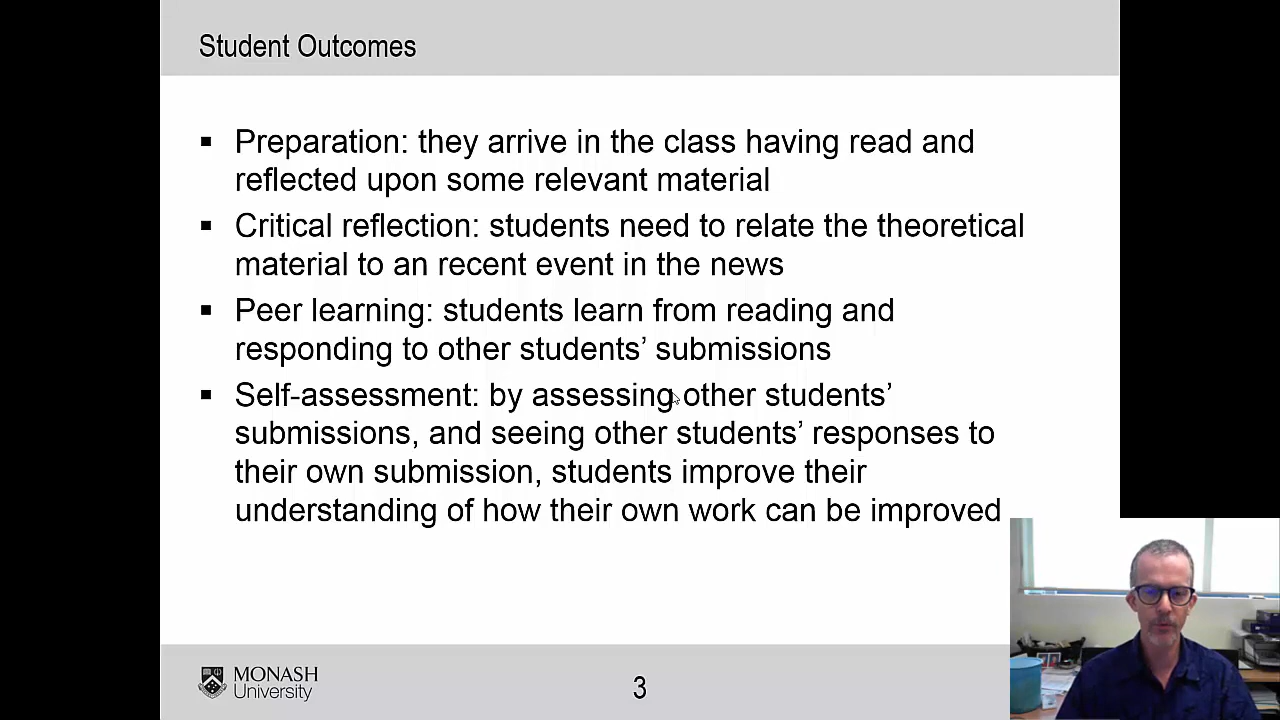 Student Outcomes
▪ Preparation: they arrive in the class having read and
reflected upon some relevant material
▪ Critical reflection: students need to relate the theoretical
material to an recent event in the news
▪ Peer learning: students learn from reading and
responding to other students’ submissions
▪ Self-assessment: by assessing other students’
submissions, and seeing other students’ responses to
their own submission, students improve their
understanding of how their own work can be improved
MONASH
University
3